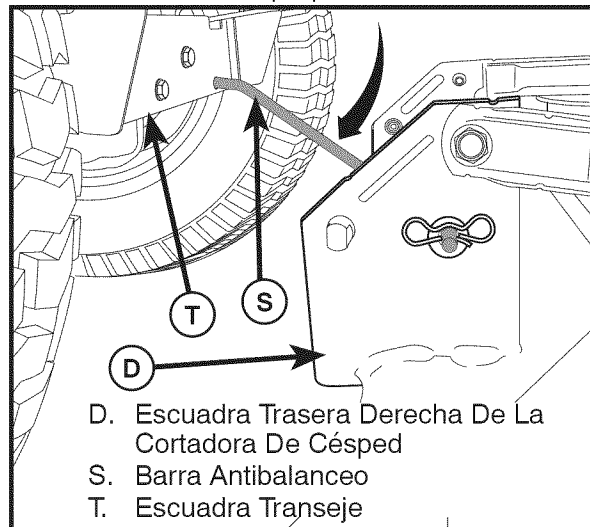 T
S
D
D. Escuadra Trasera Derecha De La
Cortadora De Césped
S. Barra Antibalanceo
T. Escuadra Transeje